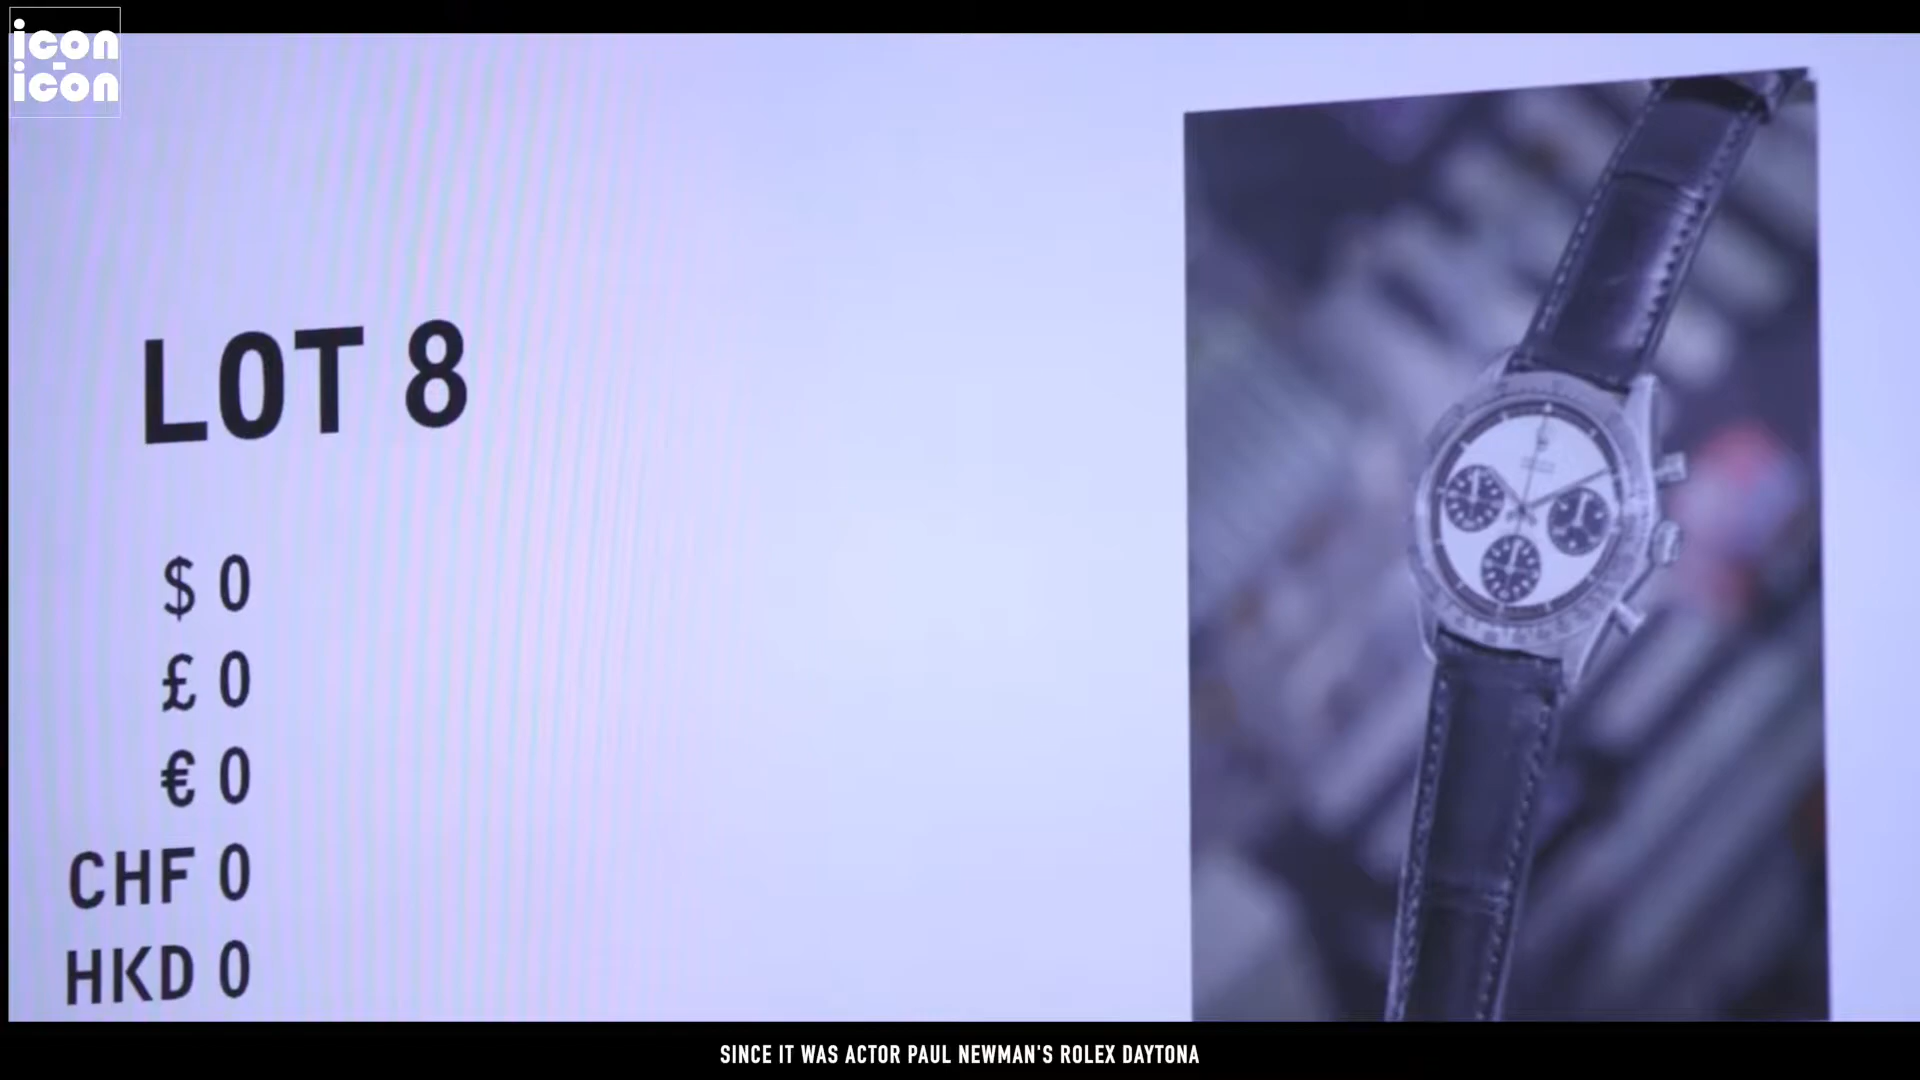 icon
-icon
LOT 8
$ 0
£ 0
€ 0
CHF 0
HKD 0
SINCE IT WAS ACTOR PAUL NEWMAN'S ROLEX DAYTONA